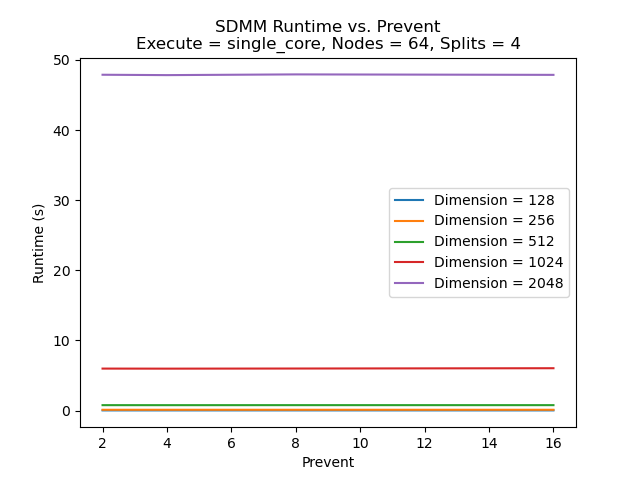 SDMM Runtime vs. Prevent
Execute = single_core, Nodes = 64, Splits = 4
50
40
30
20
10
0
Runtime (s)
Dimension = 128
Dimension = 256
Dimension = 512
Dimension = 1024
Dimension = 2048
2 4 6 8 10 12 14 16
Prevent